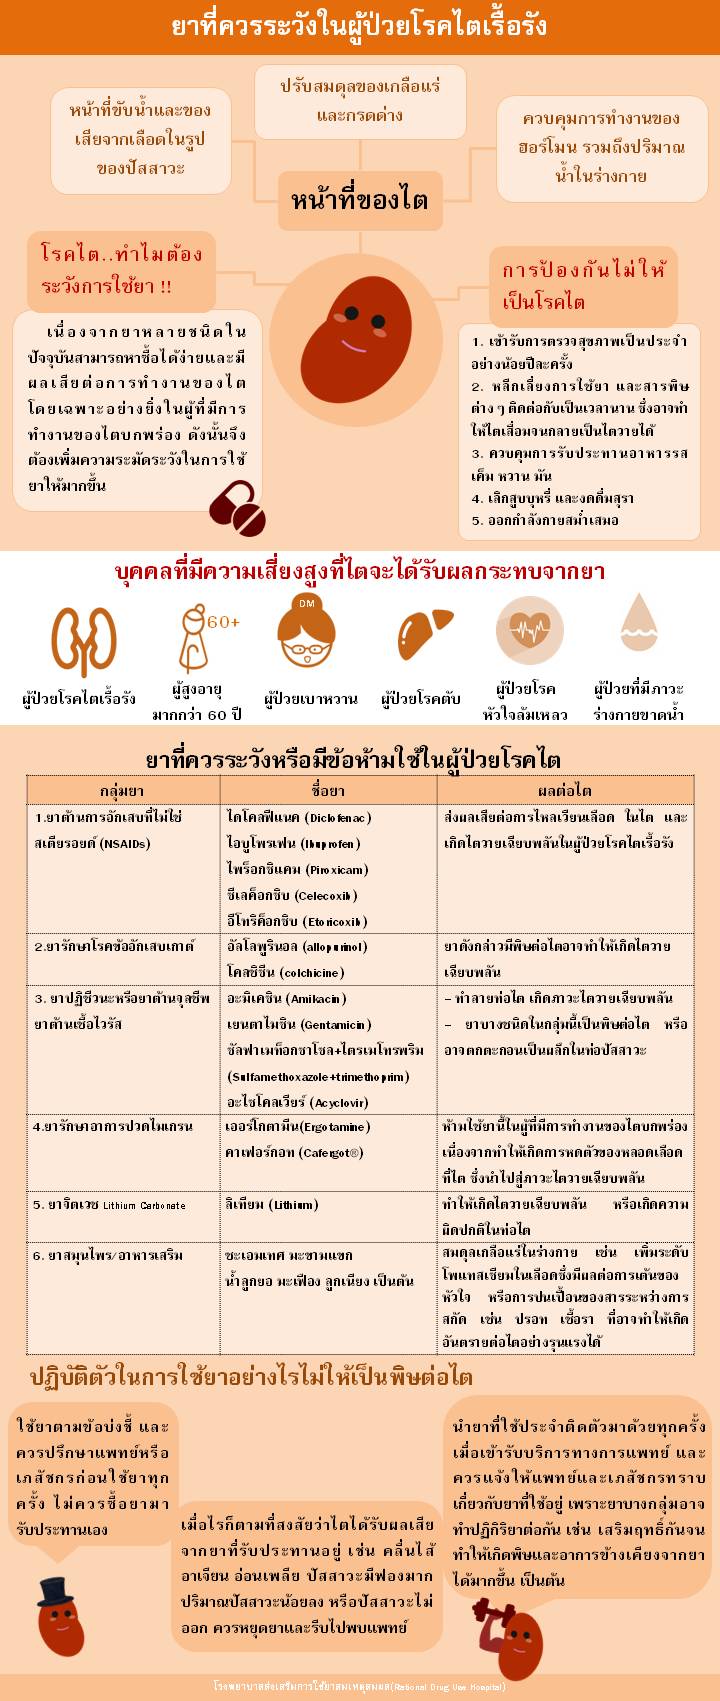 ยาที่ควรระวังในผู้ป่วยโรคไตเรื้อรัง
หน้าที่ขับน้ำและของ
เสียจากเลือดในรูป
ของปัสสาวะ
ปรับสมดุลของเกลือแร่
และกรดด่าง
ควบคุมการทำงานของ
ฮอร์โมน รวมถึงปริมาณ
น้ำในร่างกาย
หน้าที่ของไต
โรคไต..ทำไมต้อง
ระวังการใช้ยา !!
เนื่องจากยาหลายชนิดใน
ปัจจุบันสามารถหาซื้อได้ง่ายและมี
ผลเสียต่อการทำงานของไต
โดยเฉพาะอย่างยิ่งในผู้ที่มีการ
ทำงานของไตบกพร่อง ดังนั้นจึง
ต้องเพิ่มความระมัดระวังในการใช้
ยาให้มากขึ้น
การป้องกันไม่ให้
เป็นโรคไต
1. เข้ารับการตรวจสุขภาพเป็นประจำ
อย่างน้อยปีละครั้ง
2. หลีกเลี่ยงการใช้ยา และสารพิษ
ต่าง ๆ ติดต่อกันเป็นเวลานาน ซึ่งอาจทำ
ให้ไตเสื่อมจนกลายเป็นไตวายได้
3. ควบคุมการรับประทานอาหารรส
เค็ม หวาน มัน
4. เลิกสูบบุหรี่ และงดดื่มสุรา
5. ออกกำลังกายสม่ำเสมอ
บุคคลที่มีความเสี่ยงสูงที่ไตจะได้รับผลกระทบจากยา
60+
DM
ผู้ป่วยโรคไตเรื้อรัง
ผู้สูงอายุ
มากกว่า 60 ปี
ผู้ป่วยเบาหวาน
ผู้ป่วยโรคตับ
ผู้ป่วยโรค
หัวใจล้มเหลว
ผู้ป่วยที่มีภาวะ
ร่างกายขาดน้ำ
ยาที่ควรระวังหรือมีข้อห้ามใช้ในผู้ป่วยโรคไต
กลุ่มยา
ชื่อยา
ผลต่อไต
1.ยาต้านการอักเสบที่ไม่ใช่
สเตียรอยด์ (NSAIDs)
ไดโคลฟีแนค (Diclofenac)
ไอบูโพรเฟน (Ibuprofen)
ไพร็อกซิแคม (Piroxicam)
ซีเลค็อกซิบ (Celecoxib)
อีโทริค็อกซิบ (Etoricoxib)
ส่งผลเสียต่อการไหลเวียนเลือด ในไต และ
เกิดไตวายเฉียบพลันในผู้ป่วยโรคไตเรื้อรัง
2.ยารักษาโรคข้ออักเสบเกาต์
อัลโลพูรินอล (allopurinol)
โคลชิซีน (colchicine)
ยาดังกล่าวมีพิษต่อไตอาจทำให้เกิดไตวาย
เฉียบพลัน
3. ยาปฏิชีวนะหรือยาต้านจุลชีพ
ยาต้านเชื้อไวรัส
อะมิเคซิน (Amikacin)
เยนตาไมซิน (Gentamicin)
ซัลฟาเมท็อกซาโซล+ไตรเมโทรพริม
(Sulfamethoxazole+trimethoprim)
อะไซโคลเวียร์ (Acyclovir)
- ทำลายท่อไต เกิดภาวะไตวายเฉียบพลัน
- ยาบางชนิดในกลุ่มนี้เป็นพิษต่อไต หรือ
อาจตกตะกอนเป็นผลึกในท่อปัสสาวะ
4.ยารักษาอาการปวดไมเกรน
เออร์โกตามีน(Ergotamine)
คาเฟอร์กอท (Cafergot®)
ห้ามใช้ยานี้ในผู้ที่มีการทำงานของไตบกพร่อง
เนื่องจากทำให้เกิดการหดตัวของหลอดเลือด
ที่ไต ซึ่งนำไปสู่ภาวะไตวายเฉียบพลัน
5. ยาจิตเวช Lithium Carbonate
ลิเทียม (Lithium)
ทำให้เกิดไตวายเฉียบพลัน หรือเกิดความ
ผิดปกติในท่อไต
6. ยาสมุนไพร/อาหารเสริม
ชะเอมเทศ มะขามแขก
น้ำลูกยอ มะเฟือง ลูกเนียง เป็นต้น
สมดุลเกลือแร่ในร่างกาย เช่น เพิ่มระดับ
โพแทสเซียมในเลือดซึ่งมีผลต่อการเต้นของ
หัวใจ หรือการปนเปื้อนของสารระหว่างการ
สกัด เช่น ปรอท เชื้อรา ที่อาจทำให้เกิด
อันตรายต่อไตอย่างรุนแรงได้
ปฏิบัติตัวในการใช้ยาอย่างไรไม่ให้เป็นพิษต่อไต
ใช้ยาตามข้อบ่งชี้ และ
ควรปรึกษาแพทย์หรือ
เภสัชกรก่อนใช้ยาทุก
ครั้ง ไม่ควรซื้อยามา
รับประทานเอง
เมื่อไรก็ตามที่สงสัยว่าไตได้รับผลเสีย
จากยาที่รับประทานอยู่ เช่น คลื่นไส้
อาเจียน อ่อนเพลีย ปัสสาวะมีฟองมาก
ปริมาณปัสสาวะน้อยลง หรือปัสสาวะไม่
ออก ควรหยุดยาและรีบไปพบแพทย์
นำยาที่ใช้ประจำติดตัวมาด้วยทุกครั้ง
เมื่อเข้ารับบริการทางการแพทย์ และ
ควรแจ้งให้แพทย์และเภสัชกรทราบ
เกี่ยวกับยาที่ใช้อยู่ เพราะยาบางกลุ่มอาจ
ทำปฏิกิริยาต่อกัน เช่น เสริมฤทธิ์กันจน
ทำให้เกิดพิษและอาการข้างเคียงจากยา
ได้มากขึ้น เป็นต้น
โรงพยาบาลส่งเสริมการใช้ยาสมเหตุสมผล(Rational Drug Use Hospital)